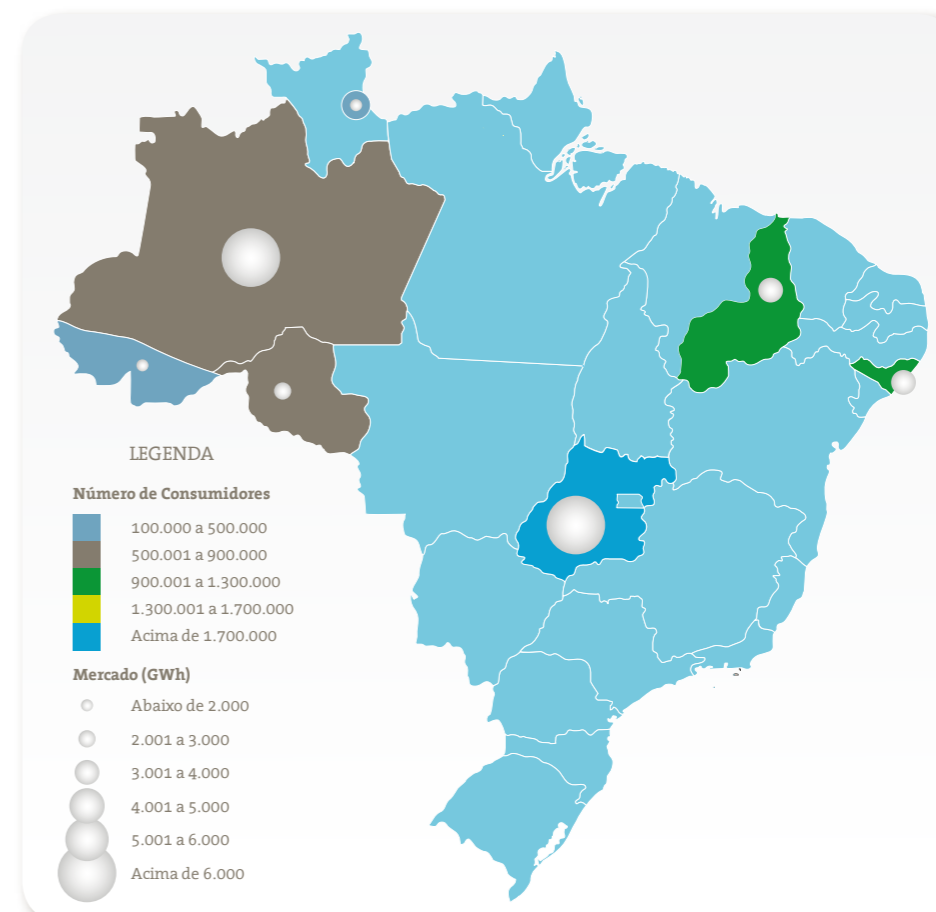 LEGENDA
Número de Consumidores
100.000 a 500.000
500.001 a 900.000
900.001 a 1.300.000
1.300.001 a 1.700.000
Acima de 1.700.000
Mercado (GWh)
Abaixo de 2.000
2.001 a 3.000
3.001 a 4.000
4.001 a 5.000
5.001 a 6.000
Acima de 6.000